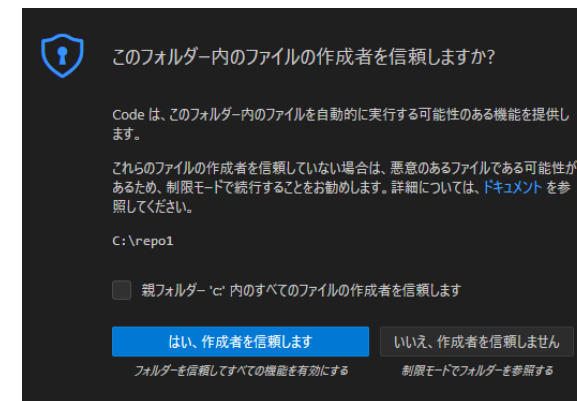 このフォルダー内のファイルの作成者を信頼しますか?
Code は、このフォルダー内のファイルを自動的に実行する可能性のある機能を提供し
ます。
これらのファイルの作成者を信頼していない場合は、悪意のあるファイルである可能性が
あるため、制限モードで続行することをお勧めします。詳細については、ドキュメント を参
照してください。
C:\repo1
親フォルダー 'c:' 内のすべてのファイルの作成者を信頼します
はい、作成者を信頼します
いいえ、作成者を信頼しません
フォルダーを信頼してすべての機能を有効にする
制限モードでフォルダーを参照する